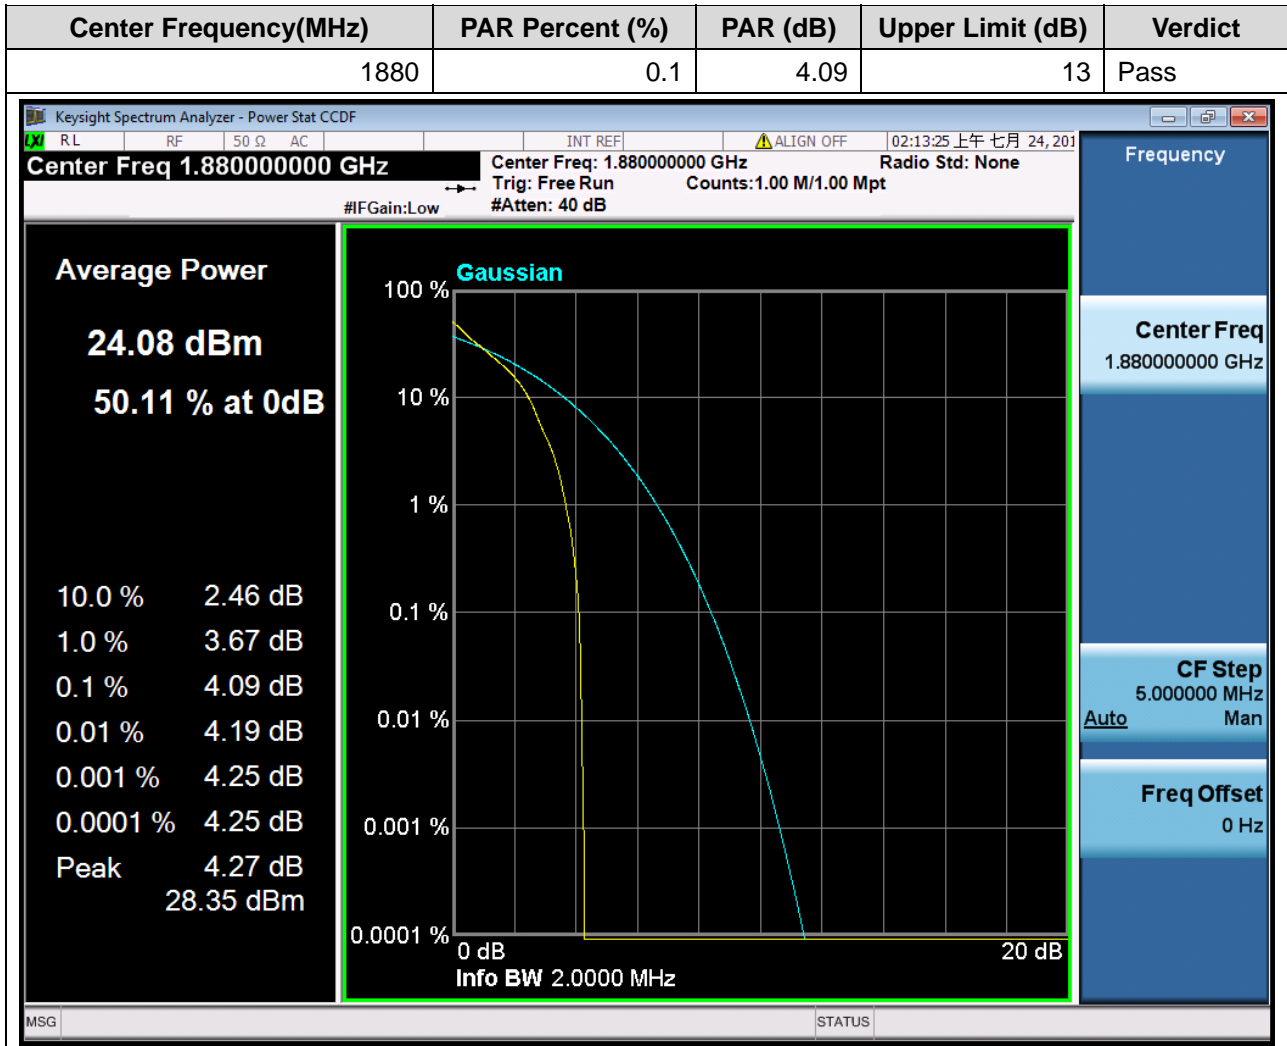 Center Frequency(MHz) PAR Percent (%) PAR (dB) Upper Limit (dB) Verdict
1880 0.1 4.09 13 Pass
Keysight Spectrum Analyzer - Power Stat CCDF
LXI RL RF 50 Ω AC INT REF ALIGN OFF 02:13:25 上午 七月 24, 201
Center Freq 1.880000000 GHz
Center Freq: 1.880000000 GHz Radio Std: None
Trig: Free Run Counts:1.00 M/1.00 Mpt
#IFGain:Low #Atten: 40 dB
Frequency
Average Power
24.08 dBm
50.11 % at 0dB
10.0 % 2.46 dB
1.0 % 3.67 dB
0.1 % 4.09 dB
0.01 % 4.19 dB
0.001 % 4.25 dB
0.0001 % 4.25 dB
Peak 4.27 dB
28.35 dBm
Gaussian
100 %
10 %
1 %
0.1 %
0.01 %
0.001 %
0.0001 %
0 dB 20 dB
Info BW 2.0000 MHz
Center Freq
1.880000000 GHz
CF Step
5.000000 MHz
Auto Man
Freq Offset
0 Hz
MSG STATUS